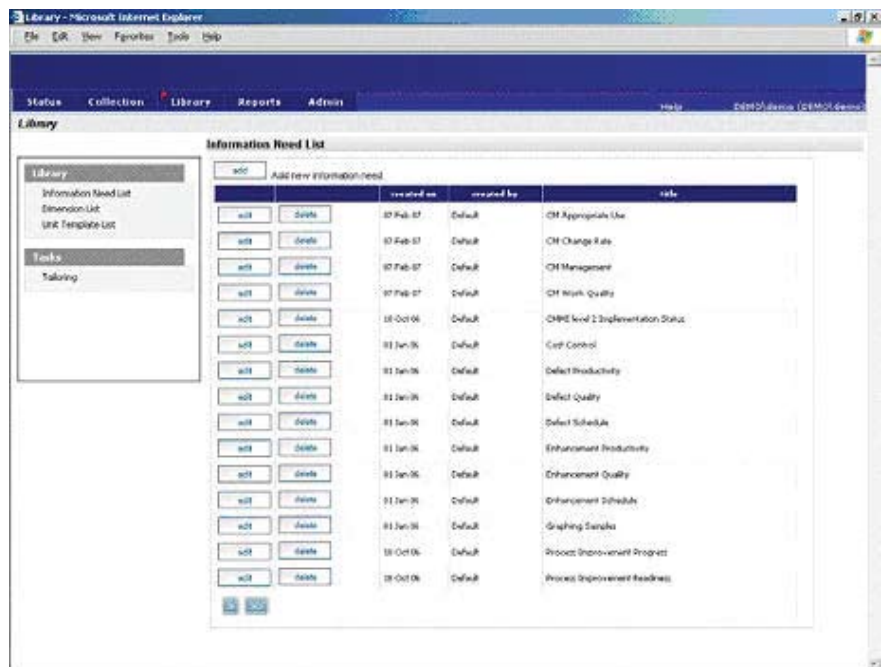 Library - Microsoft Internet Explorer
File Edit View Favorites Tools Help
Status Collection Library Reports Admin Help DEMO\demo (DEMO\demo)
Library
Information Need List
Library
Information Need List
Dimension List
Unit Template List
Tasks
Tailoring
add Add new information need
created on created by title
edit delete 07 Feb 07 Default CM Appropriate Use
edit delete 07 Feb 07 Default CM Change Rate
edit delete 07 Feb 07 Default CM Management
edit delete 07 Feb 07 Default CM Work Quality
edit delete 10 Oct 06 Default CMMI level 2 Implementation Status
edit delete 01 Jan 06 Default Cost Control
edit delete 01 Jan 06 Default Defect Productivity
edit delete 01 Jan 06 Default Defect Quality
edit delete 01 Jan 06 Default Defect Schedule
edit delete 01 Jan 06 Default Enhancement Productivity
edit delete 01 Jan 06 Default Enhancement Quality
edit delete 01 Jan 06 Default Enhancement Schedule
edit delete 01 Jan 06 Default Graphing Samples
edit delete 10 Oct 06 Default Process Improvement Progress
edit delete 10 Oct 06 Default Process Improvement Readiness
> >>